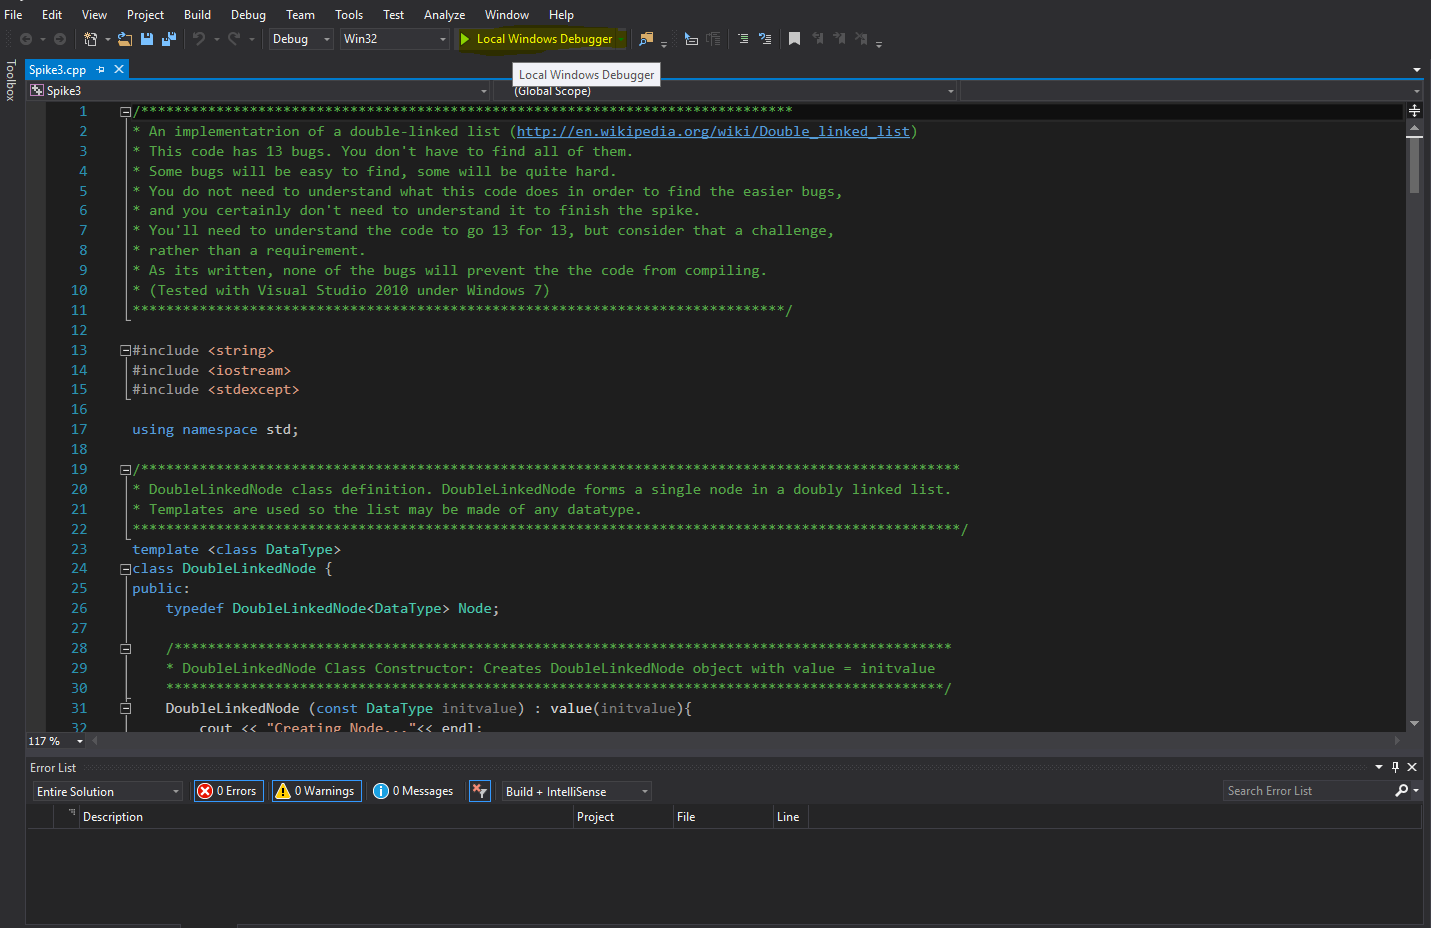 File Edit View Project Build Debug Team Tools Test Analyze Window Help
Debug Win32 Local Windows Debugger
Toolbox
Spike3.cpp
Local Windows Debugger
Spike3 (Global Scope)
1 /******************************************************************************
2 * An implementatrion of a double-linked list (http://en.wikipedia.org/wiki/Double_linked_list)
3 * This code has 13 bugs. You don't have to find all of them.
4 * Some bugs will be easy to find, some will be quite hard.
5 * You do not need to understand what this code does in order to find the easier bugs,
6 * and you certainly don't need to understand it to finish the spike.
7 * You'll need to understand the code to go 13 for 13, but consider that a challenge,
8 * rather than a requirement.
9 * As its written, none of the bugs will prevent the the code from compiling.
10 * (Tested with Visual Studio 2010 under Windows 7)
11 ******************************************************************************/
12
13 #include <string>
14 #include <iostream>
15 #include <stdexcept>
16
17 using namespace std;
18
19 /**************************************************************************************************
20 * DoubleLinkedNode class definition. DoubleLinkedNode forms a single node in a doubly linked list.
21 * Templates are used so the list may be made of any datatype.
22 ***************************************************************************************************/
23 template <class DataType>
24 class DoubleLinkedNode {
25 public:
26 typedef DoubleLinkedNode<DataType> Node;
27
28 /*********************************************************************************************
29 * DoubleLinkedNode Class Constructor: Creates DoubleLinkedNode object with value = initvalue
30 *********************************************************************************************/
31 DoubleLinkedNode (const DataType initvalue) : value(initvalue){
32 cout << "Creating Node..."<< endl;
117 %
Error List
Entire Solution 0 Errors 0 Warnings 0 Messages Build + IntelliSense Search Error List
Description Project File Line